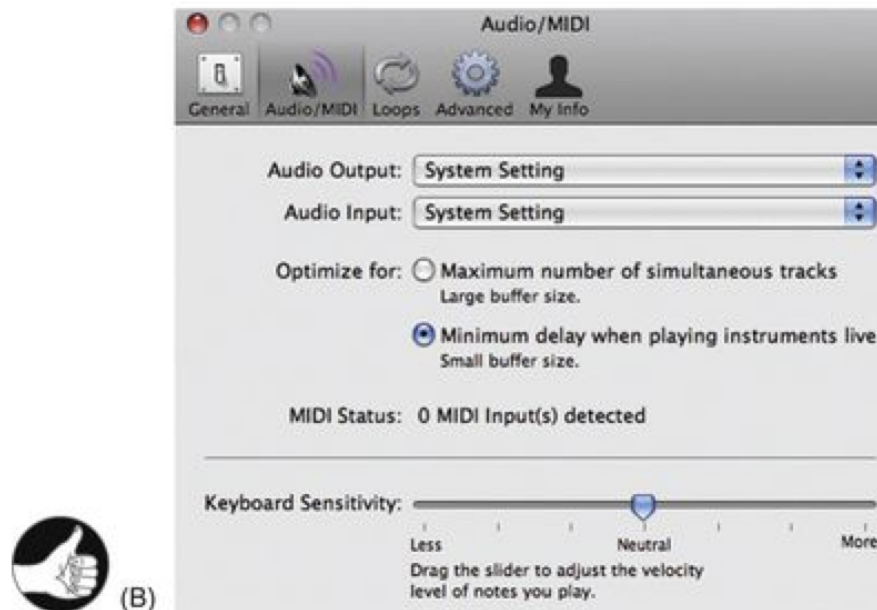 Audio/MIDI
General Audio/MIDI Loops Advanced My Info
Audio Output: System Setting
Audio Input: System Setting
Optimize for: Maximum number of simultaneous tracks
Large buffer size.
Minimum delay when playing instruments live
Small buffer size.
MIDI Status: 0 MIDI Input(s) detected
Keyboard Sensitivity:
Less Neutral More
Drag the slider to adjust the velocity
level of notes you play.
(B)